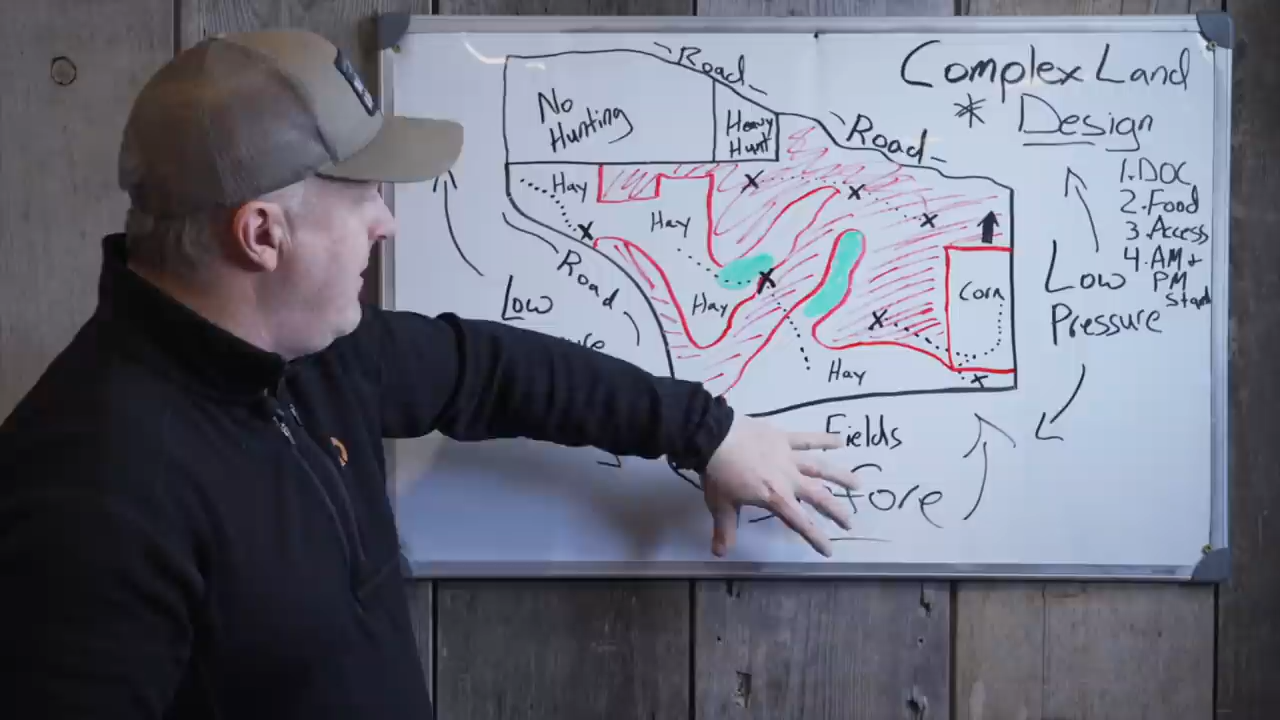 Road
No
Hunting
Heavy
Hunt
Road
Complex Land
* Design
1. DOC
2. Food
3. Access
4. AM +
PM
Hay
Hay
Hay
Road
Low
Corn
Hay
Low
Pressure
Fields
X
X
X
X
X
X
X